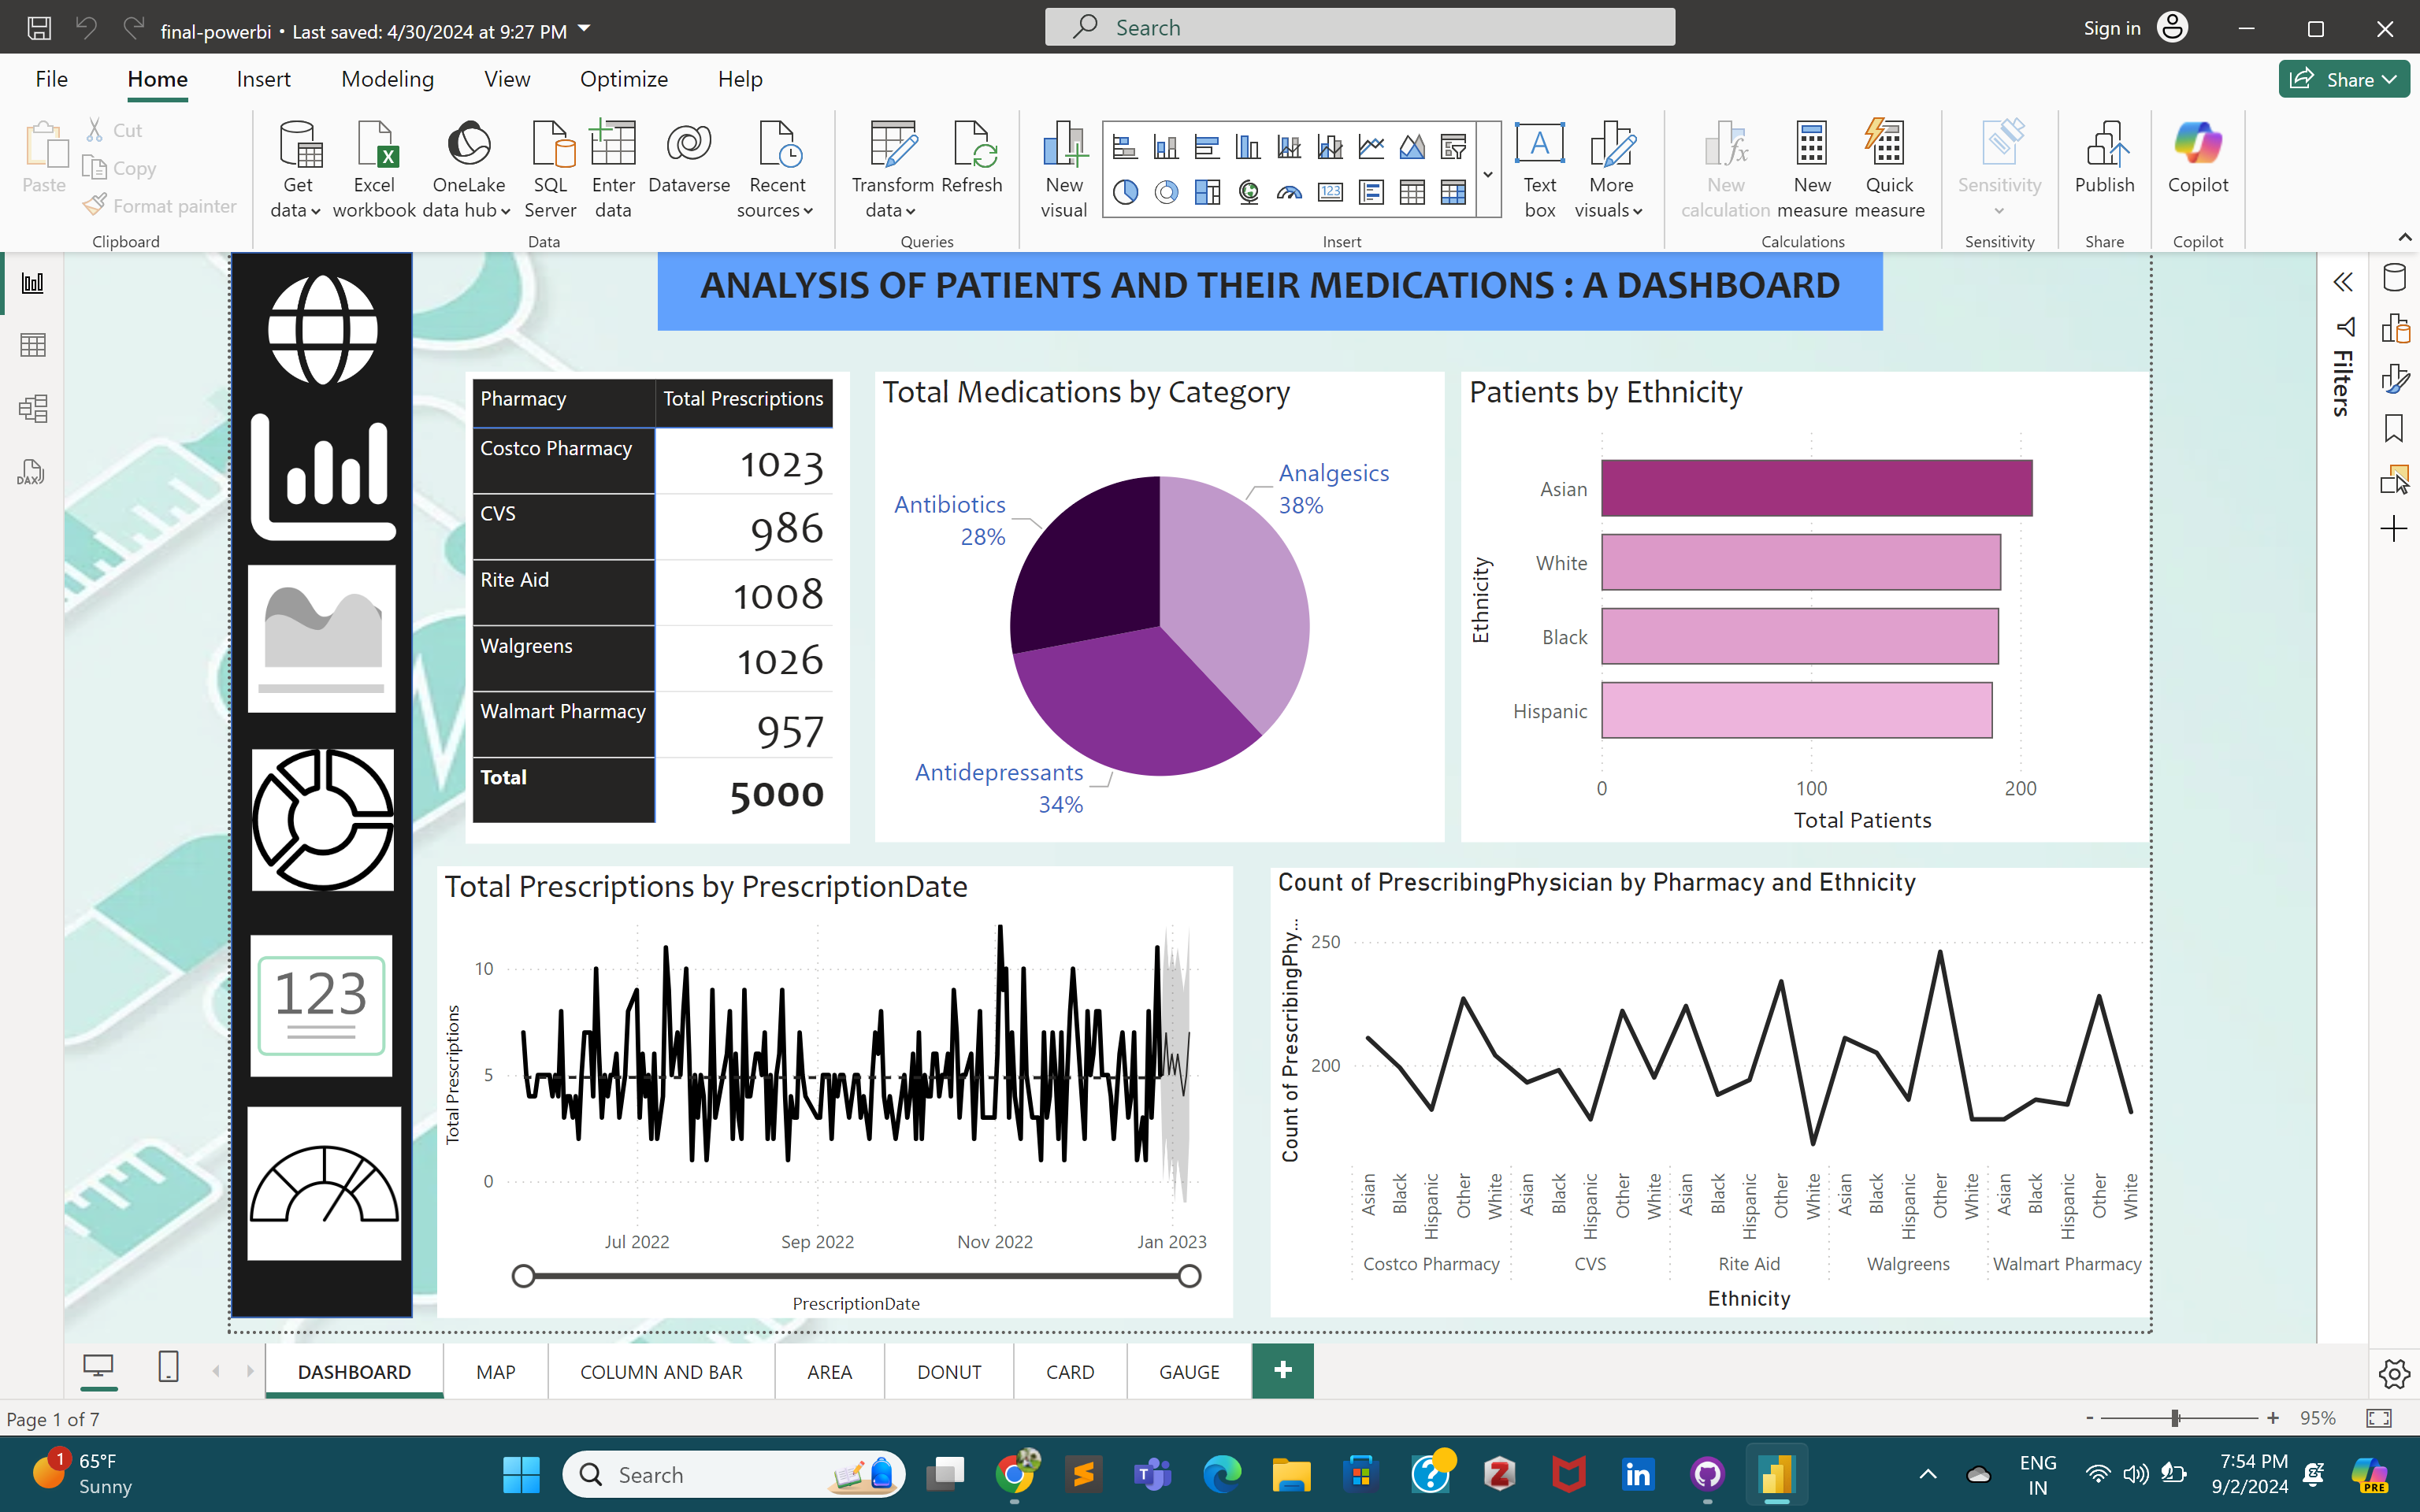 final-powerbi • Last saved: 4/30/2024 at 9:27 PM
Search
Sign in
File Home Insert Modeling View Optimize Help
Share
Paste
Cut
Copy
Format painter
Clipboard
Get data
Excel workbook
OneLake data hub
SQL Server
Enter data
Dataverse
Recent sources
Data
Transform data
Refresh
Queries
New visual
123
Text box
A
More visuals
Insert
New calculation
New measure
Quick measure
Calculations
Sensitivity
Sensitivity
Publish
Share
Copilot
Copilot
DAX
ANALYSIS OF PATIENTS AND THEIR MEDICATIONS : A DASHBOARD
Filters
Pharmacy Total Prescriptions
Costco Pharmacy 1023
CVS 986
Rite Aid 1008
Walgreens 1026
Walmart Pharmacy 957
Total 5000
Total Medications by Category
Analgesics
38%
Antibiotics
28%
Antidepressants
34%
Patients by Ethnicity
Ethnicity
Asian
White
Black
Hispanic
0 100 200
Total Patients
123
Total Prescriptions by PrescriptionDate
Total Prescriptions
10
5
0
Jul 2022 Sep 2022 Nov 2022 Jan 2023
PrescriptionDate
Count of PrescribingPhysician by Pharmacy and Ethnicity
Count of PrescribingPhy...
250
200
Asian Black Hispanic Other White Asian Black Hispanic Other White Asian Black Hispanic Other White Asian Black Hispanic Other White Asian Black Hispanic Other White
Costco Pharmacy CVS Rite Aid Walgreens Walmart Pharmacy
Ethnicity
DASHBOARD MAP COLUMN AND BAR AREA DONUT CARD GAUGE +
Page 1 of 7
- + 95%
1
65°F
Sunny
Search
ENG
IN
7:54 PM
9/2/2024
PRE